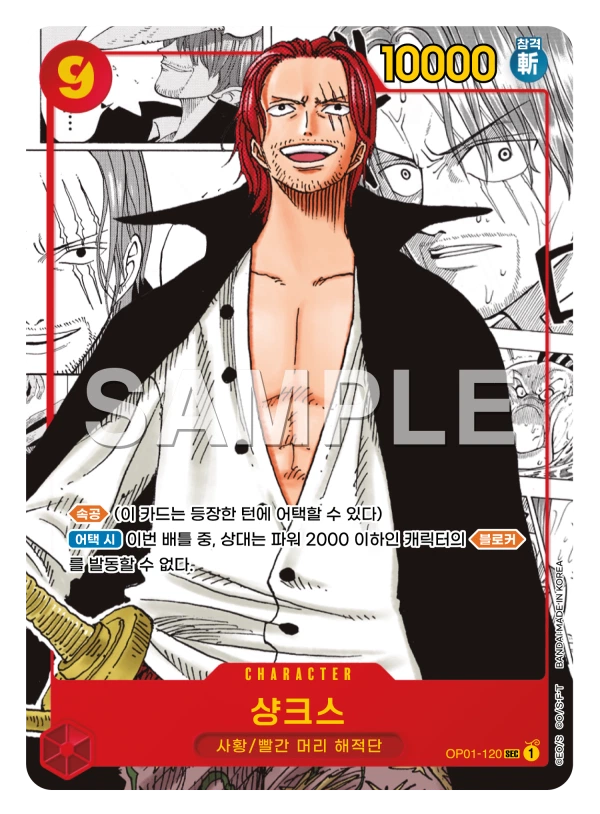 9
10000
참격
斬
SAMPLE
속공 (이 카드는 등장한 턴에 어택할 수 있다)
어택 시 이번 배틀 중, 상대는 파워 2000 이하인 캐릭터의 블로커
를 발동할 수 없다.
CHARACTER
샹크스
사황/빨간 머리 해적단
OP01-120 SEC 1
©EO/S ©O/S·F·T BANDAI MADE IN KOREA